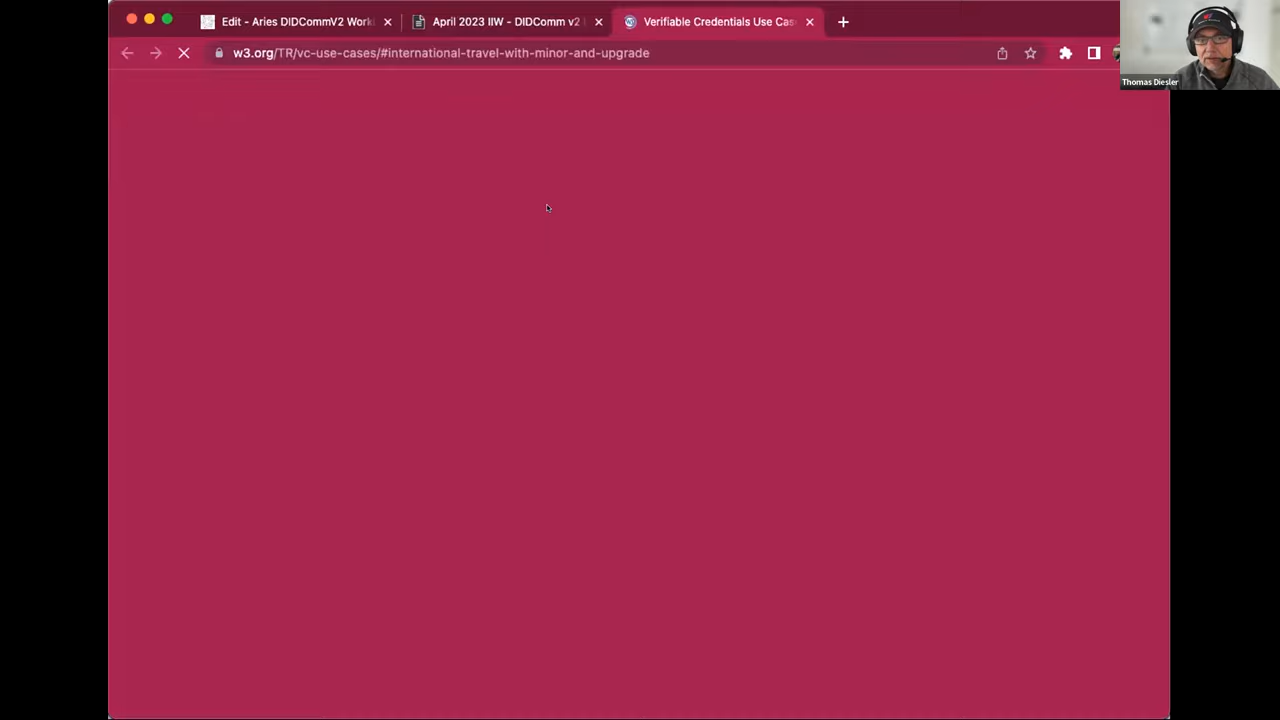 Edit - Aries DIDCommV2 Worki
April 2023 IIW - DIDComm v2
Verifiable Credentials Use Cas
w3.org/TR/vc-use-cases/#international-travel-with-minor-and-upgrade
Thomas Diesler